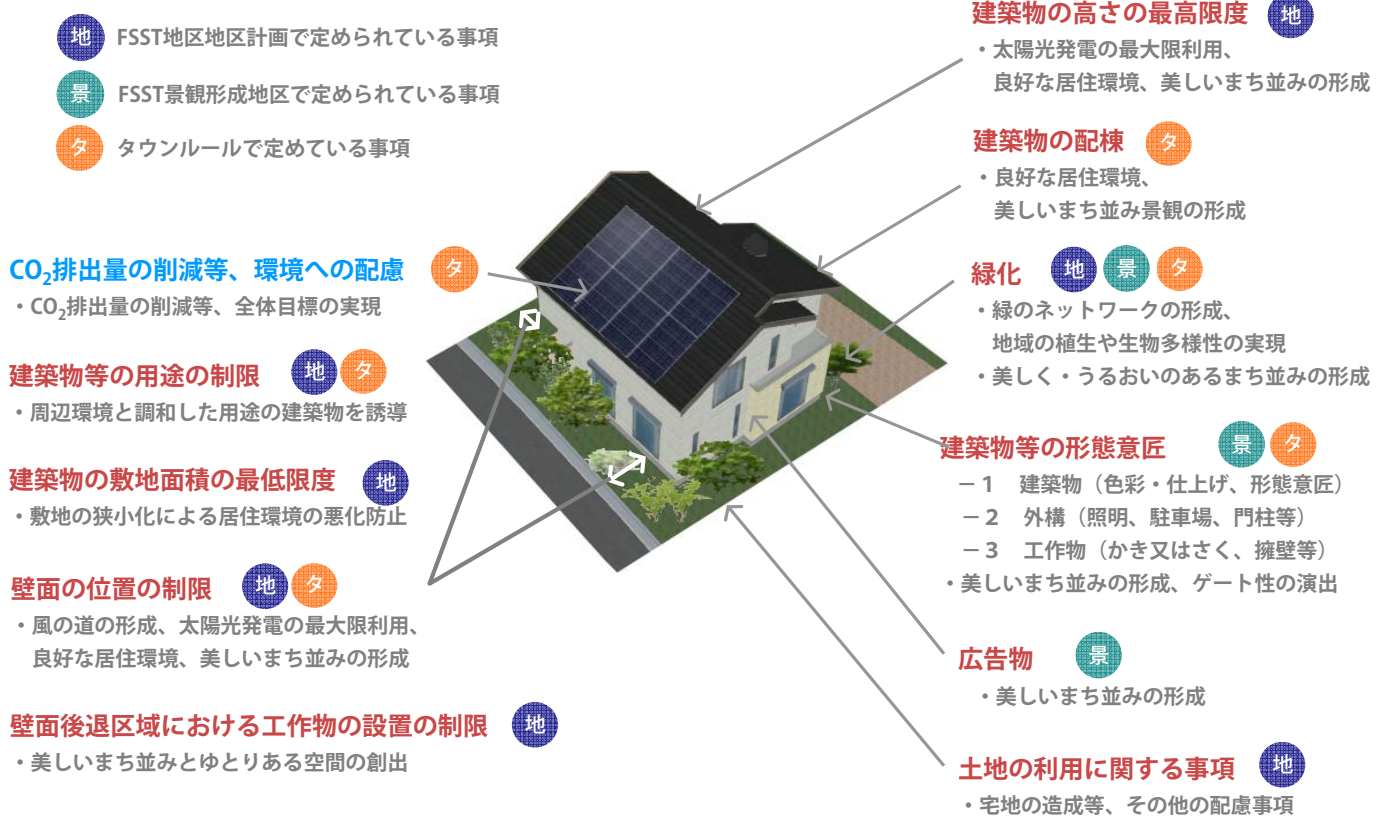 地 FSST地区地区計画で定められている事項
景 FSST景観形成地区で定められている事項
タ タウンルールで定めている事項
CO₂排出量の削減等、環境への配慮 タ
・CO₂排出量の削減等、全体目標の実現
建築物等の用途の制限 地 タ
・周辺環境と調和した用途の建築物を誘導
建築物の敷地面積の最低限度 地
・敷地の狭小化による居住環境の悪化防止
壁面の位置の制限 地 タ
・風の道の形成、太陽光発電の最大限利用、
良好な居住環境、美しいまち並みの形成
壁面後退区域における工作物の設置の制限 地
・美しいまち並みとゆとりある空間の創出
建築物の高さの最高限度 地
・太陽光発電の最大限利用、
良好な居住環境、美しいまち並みの形成
建築物の配棟 タ
・良好な居住環境、
美しいまち並み景観の形成
緑化 地 景 タ
・緑のネットワークの形成、
地域の植生や生物多様性の実現
・美しく・うるおいのあるまち並みの形成
建築物等の形態意匠 景 タ
－１ 建築物（色彩・仕上げ、形態意匠）
－２ 外構（照明、駐車場、門柱等）
－３ 工作物（かき又はさく、擁壁等）
・美しいまち並みの形成、ゲート性の演出
広告物 景
・美しいまち並みの形成
土地の利用に関する事項 地
・宅地の造成等、その他の配慮事項